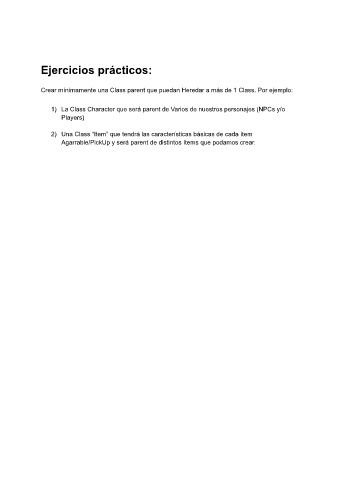 Ejercicios prácticos:
Crear mínimamente una Class parent que puedan Heredar a más de 1 Class. Por ejemplo:
1) La Class Character que será parent de Varios de nuestros personajes (NPCs y/o
Players)
2) Una Class "Item" que tendrá las características básicas de cada item
Agarrable/PickUp y será parent de distintos items que podamos crear.